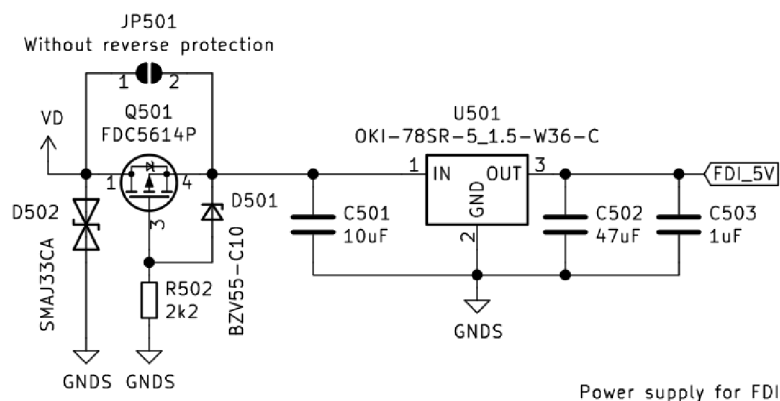 JP501
Without reverse protection
1 2
VD
Q501
FDC5614P
1 4
3
D502
SMAJ33CA
D501
BZV55-C10
R502
2k2
GNDS
GNDS
C501
10uF
U501
OKI-78SR-5_1.5-W36-C
1 IN OUT 3
GND
2
C502
47uF
C503
1uF
FDI_5V
GNDS
Power supply for FDI